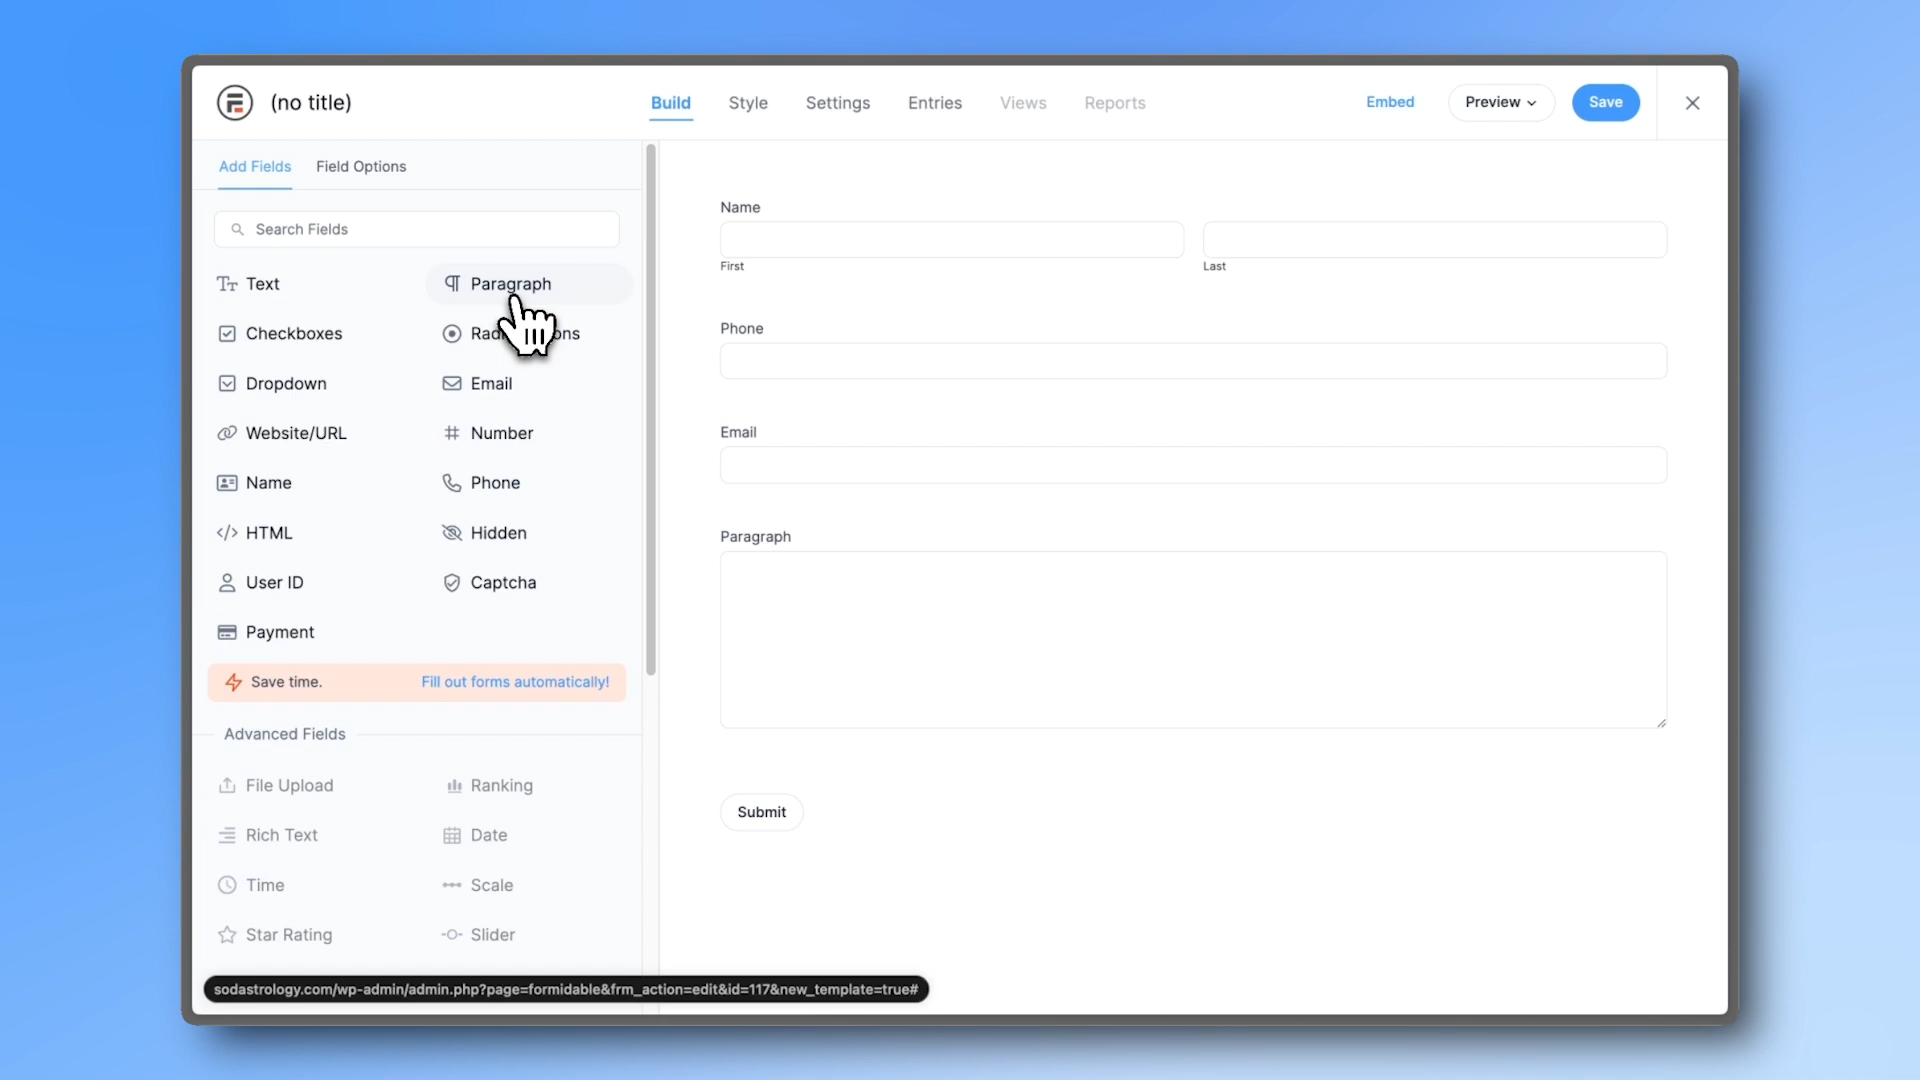 (no title)
Build Style Settings Entries Views Reports
Embed Preview Save
Add Fields Field Options
Search Fields
Text Paragraph
Checkboxes
Dropdown Email
Website/URL Number
Name Phone
HTML Hidden
User ID Captcha
Payment
Save time. Fill out forms automatically!
Advanced Fields
File Upload Ranking
Rich Text Date
Time Scale
Star Rating Slider
Name
First Last
Phone
Email
Paragraph
Submit
sodastrology.com/wp-admin/admin.php?page=formidable&frm_action=edit&id=117&new_template=true#